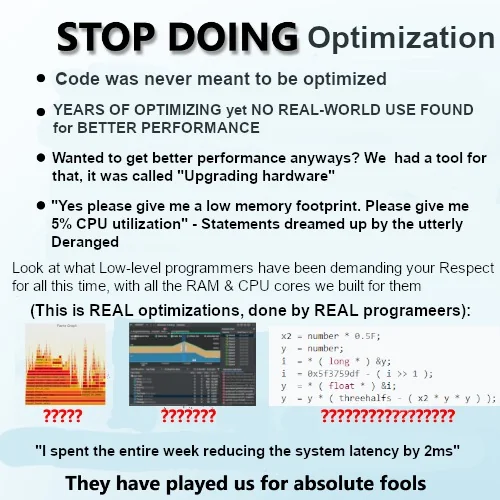 STOP DOING Optimization
• Code was never meant to be optimized
• YEARS OF OPTIMIZING yet NO REAL-WORLD USE FOUND
for BETTER PERFORMANCE
• Wanted to get better performance anyways? We had a tool for
that, it was called "Upgrading hardware"
• "Yes please give me a low memory footprint. Please give me
5% CPU utilization" - Statements dreamed up by the utterly
Deranged
Look at what Low-level programmers have been demanding your Respect
for all this time, with all the RAM & CPU cores we built for them
(This is REAL optimizations, done by REAL programeers):
x2 = number * 0.5F;
y = number;
i = * ( long * ) &y;
i = 0x5f3759df - ( i >> 1 );
y = * ( float * ) &i;
y = y * ( threehalfs - ( x2 * y * y ) );
????? ??????? ?????????????????
"I spent the entire week reducing the system latency by 2ms"
They have played us for absolute fools